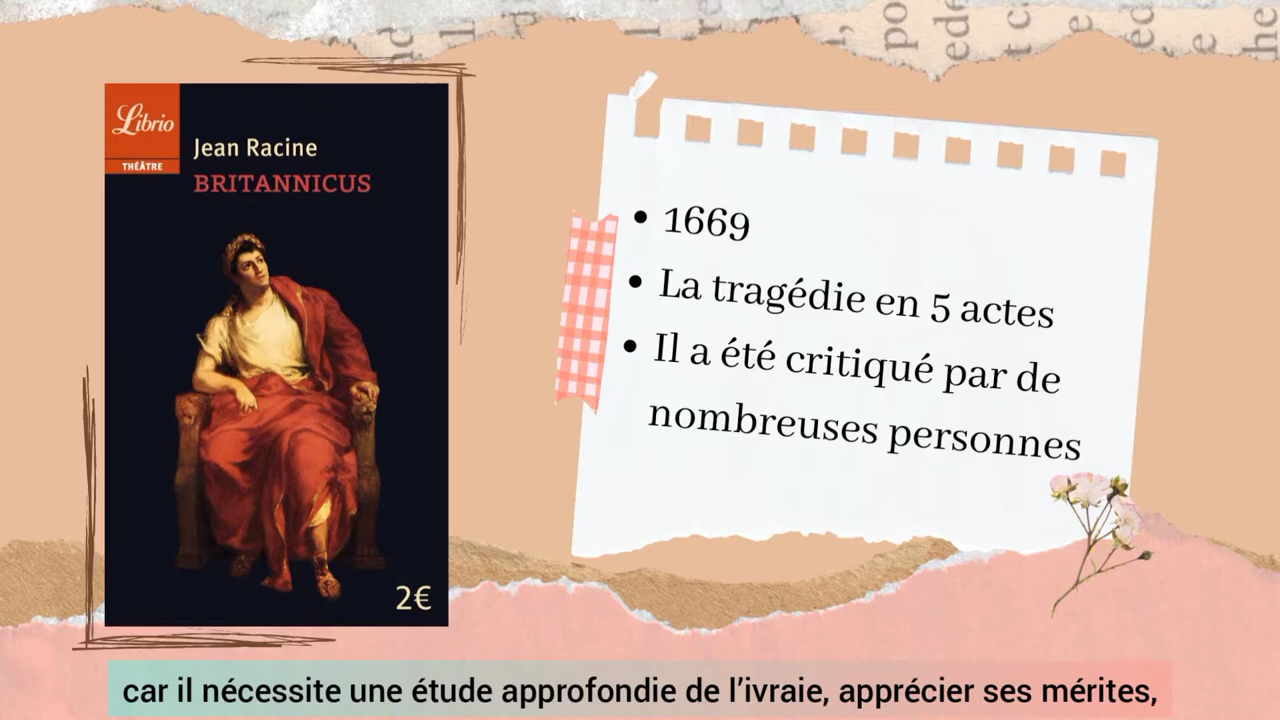 Librio
THÉÂTRE
Jean Racine
BRITANNICUS
2€
• 1669
• La tragédie en 5 actes
• Il a été critiqué par de
nombreuses personnes
car il nécessite une étude approfondie de l’ivraie, apprécier ses mérites,